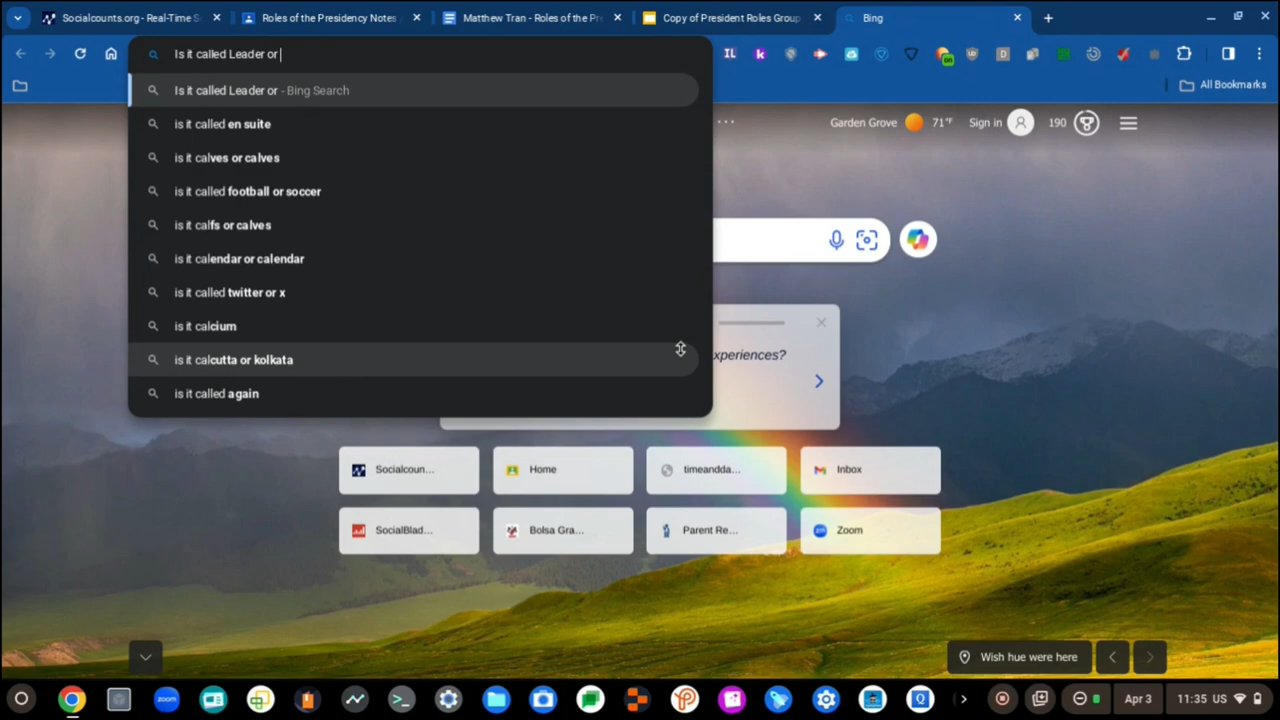 Socialcounts.org - Real-Time S
Roles of the Presidency Notes
Matthew Tran - Roles of the Pre
Copy of President Roles Group
Bing
Is it called Leader or
IL
k
on
D
All Bookmarks
Is it called Leader or - Bing Search
is it called en suite
is it calves or calves
is it called football or soccer
is it calfs or calves
is it calendar or calendar
is it called twitter or x
is it calcium
is it calcutta or kolkata
is it called again
Garden Grove
71°F
Sign in
190
xperiences?
Socialcoun...
Home
timeandda...
Inbox
SocialBlad...
Bolsa Gra...
Parent Re...
Zoom
Wish hue were here
zoom
Q
Apr 3
11:35 US